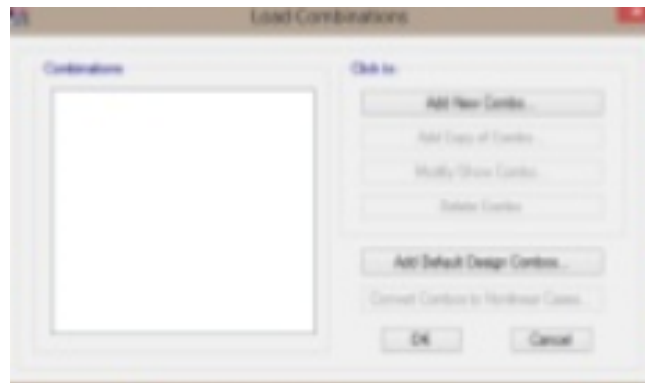 Load Combinations
Combinations
Click to:
Add New Combo...
Add Copy of Combo...
Modify/Show Combo...
Delete Combo
Add Default Design Combos...
Convert Combos to Nonlinear Cases...
OK
Cancel